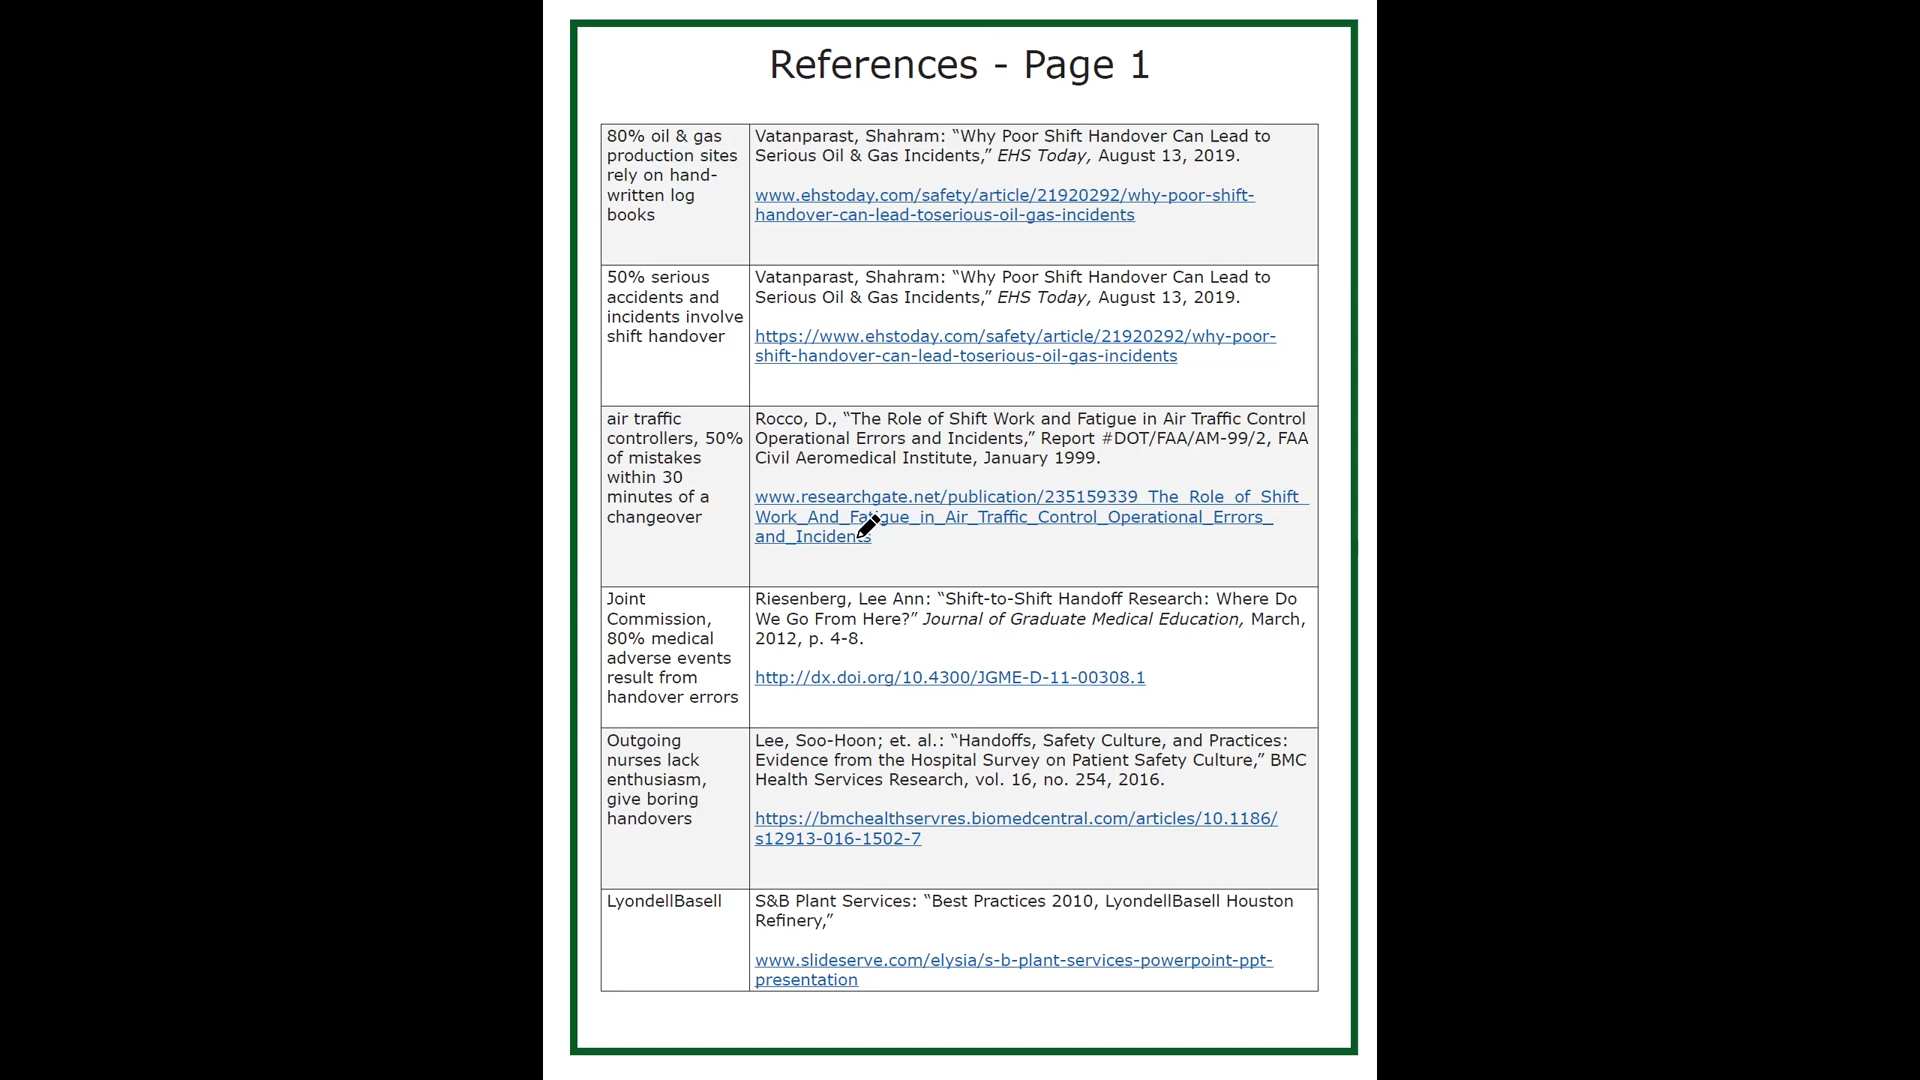 References - Page 1
80% oil & gas
production sites
rely on hand-
written log
books
Vatanparast, Shahram: “Why Poor Shift Handover Can Lead to
Serious Oil & Gas Incidents,” EHS Today, August 13, 2019.
www.ehstoday.com/safety/article/21920292/why-poor-shift-
handover-can-lead-toserious-oil-gas-incidents
50% serious
accidents and
incidents involve
shift handover
Vatanparast, Shahram: “Why Poor Shift Handover Can Lead to
Serious Oil & Gas Incidents,” EHS Today, August 13, 2019.
https://www.ehstoday.com/safety/article/21920292/why-poor-
shift-handover-can-lead-toserious-oil-gas-incidents
air traffic
controllers, 50%
of mistakes
within 30
minutes of a
changeover
Rocco, D., “The Role of Shift Work and Fatigue in Air Traffic Control
Operational Errors and Incidents,” Report #DOT/FAA/AM-99/2, FAA
Civil Aeromedical Institute, January 1999.
www.researchgate.net/publication/235159339_The_Role_of_Shift_
Work_And_Fatigue_in_Air_Traffic_Control_Operational_Errors_
and_Incidents
Joint
Commission,
80% medical
adverse events
result from
handover errors
Riesenberg, Lee Ann: “Shift-to-Shift Handoff Research: Where Do
We Go From Here?” Journal of Graduate Medical Education, March,
2012, p. 4-8.
http://dx.doi.org/10.4300/JGME-D-11-00308.1
Outgoing
nurses lack
enthusiasm,
give boring
handovers
Lee, Soo-Hoon; et. al.: “Handoffs, Safety Culture, and Practices:
Evidence from the Hospital Survey on Patient Safety Culture,” BMC
Health Services Research, vol. 16, no. 254, 2016.
https://bmchealthservres.biomedcentral.com/articles/10.1186/
s12913-016-1502-7
LyondellBasell
S&B Plant Services: “Best Practices 2010, LyondellBasell Houston
Refinery,”
www.slideserve.com/elysia/s-b-plant-services-powerpoint-ppt-
presentation